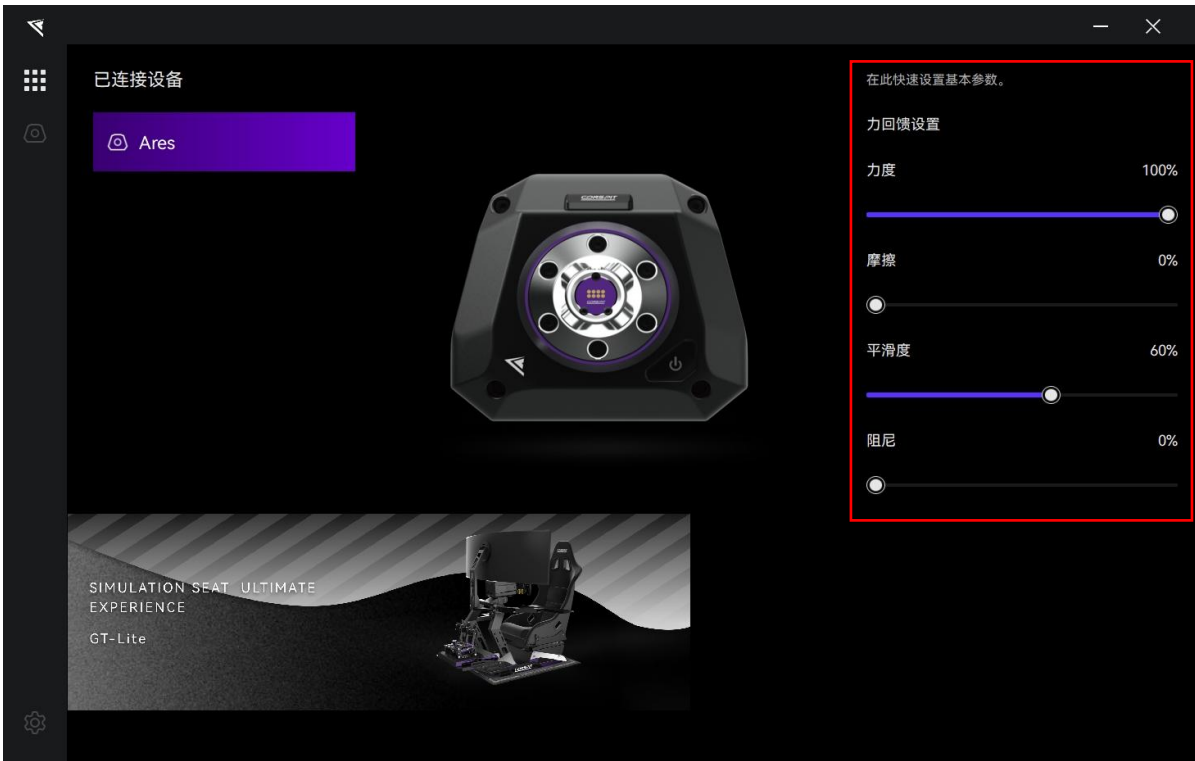 已连接设备
Ares
在此快速设置基本参数。
力回馈设置
力度 100%
摩擦 0%
平滑度 60%
阻尼 0%
SIMULATION SEAT ULTIMATE
EXPERIENCE
GT-Lite